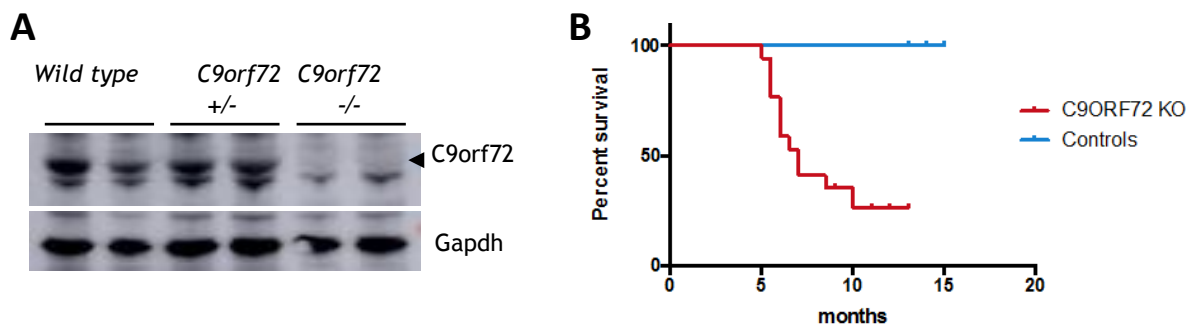 A
Wild type C9orf72 C9orf72
+/- -/-
C9orf72
Gapdh
B
Percent survival
100
50
0
0 5 10 15 20
months
C9ORF72 KO
Controls